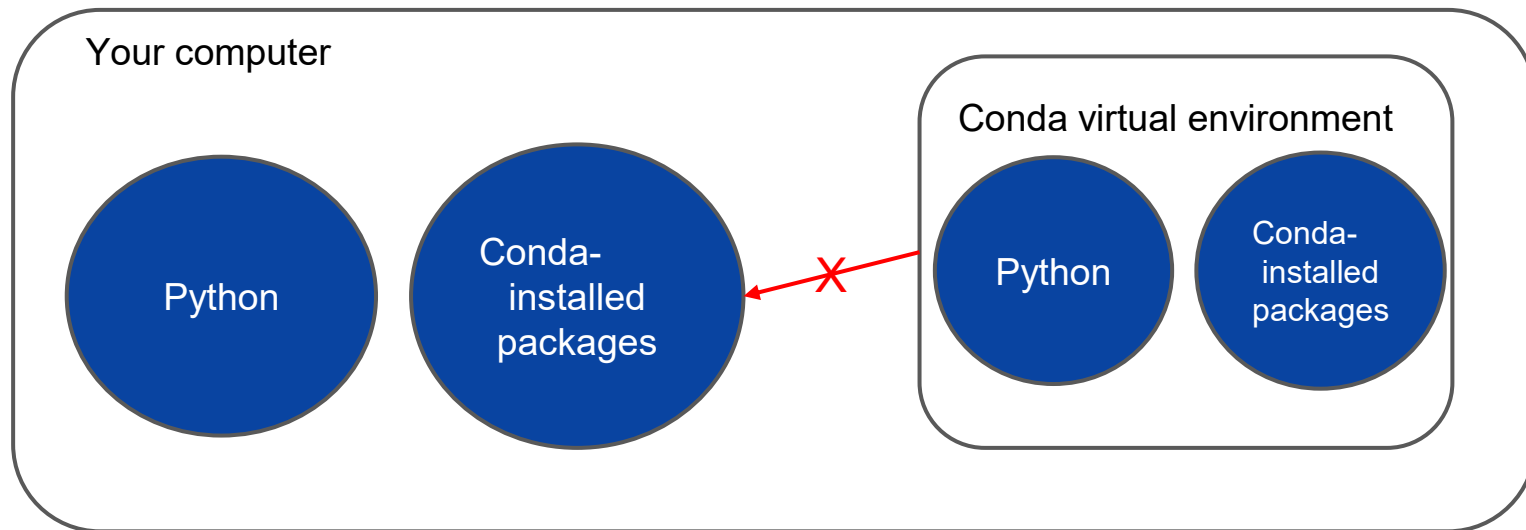 Your computer
Conda virtual environment
Python
Conda-
installed
packages
X
Python
Conda-
installed
packages